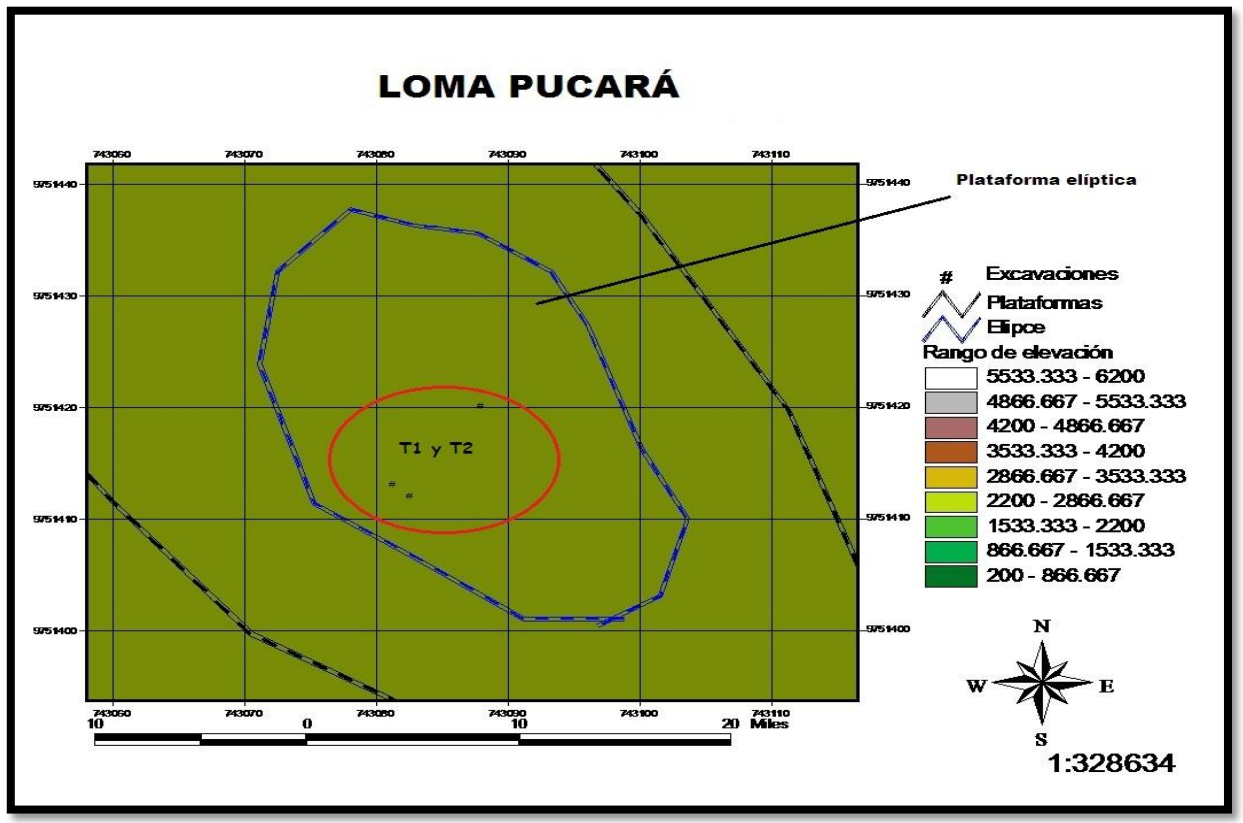 LOMA PUCARÁ
743060 743070 743080 743090 743100 743110
9751440 9751440
Plataforma elíptica
9751430 9751430
# Excavaciones
Plataformas
Elipce
Rango de elevación
5533.333 - 6200
4866.667 - 5533.333
4200 - 4866.667
3533.333 - 4200
2866.667 - 3533.333
2200 - 2866.667
1533.333 - 2200
866.667 - 1533.333
200 - 866.667
9751420 9751420
#
T1 y T2
#
#
9751410 9751410
9751400 9751400
743060 743070 743080 743090 743100 743110
10 0 10 20 Miles
N
W E
S
1:328634